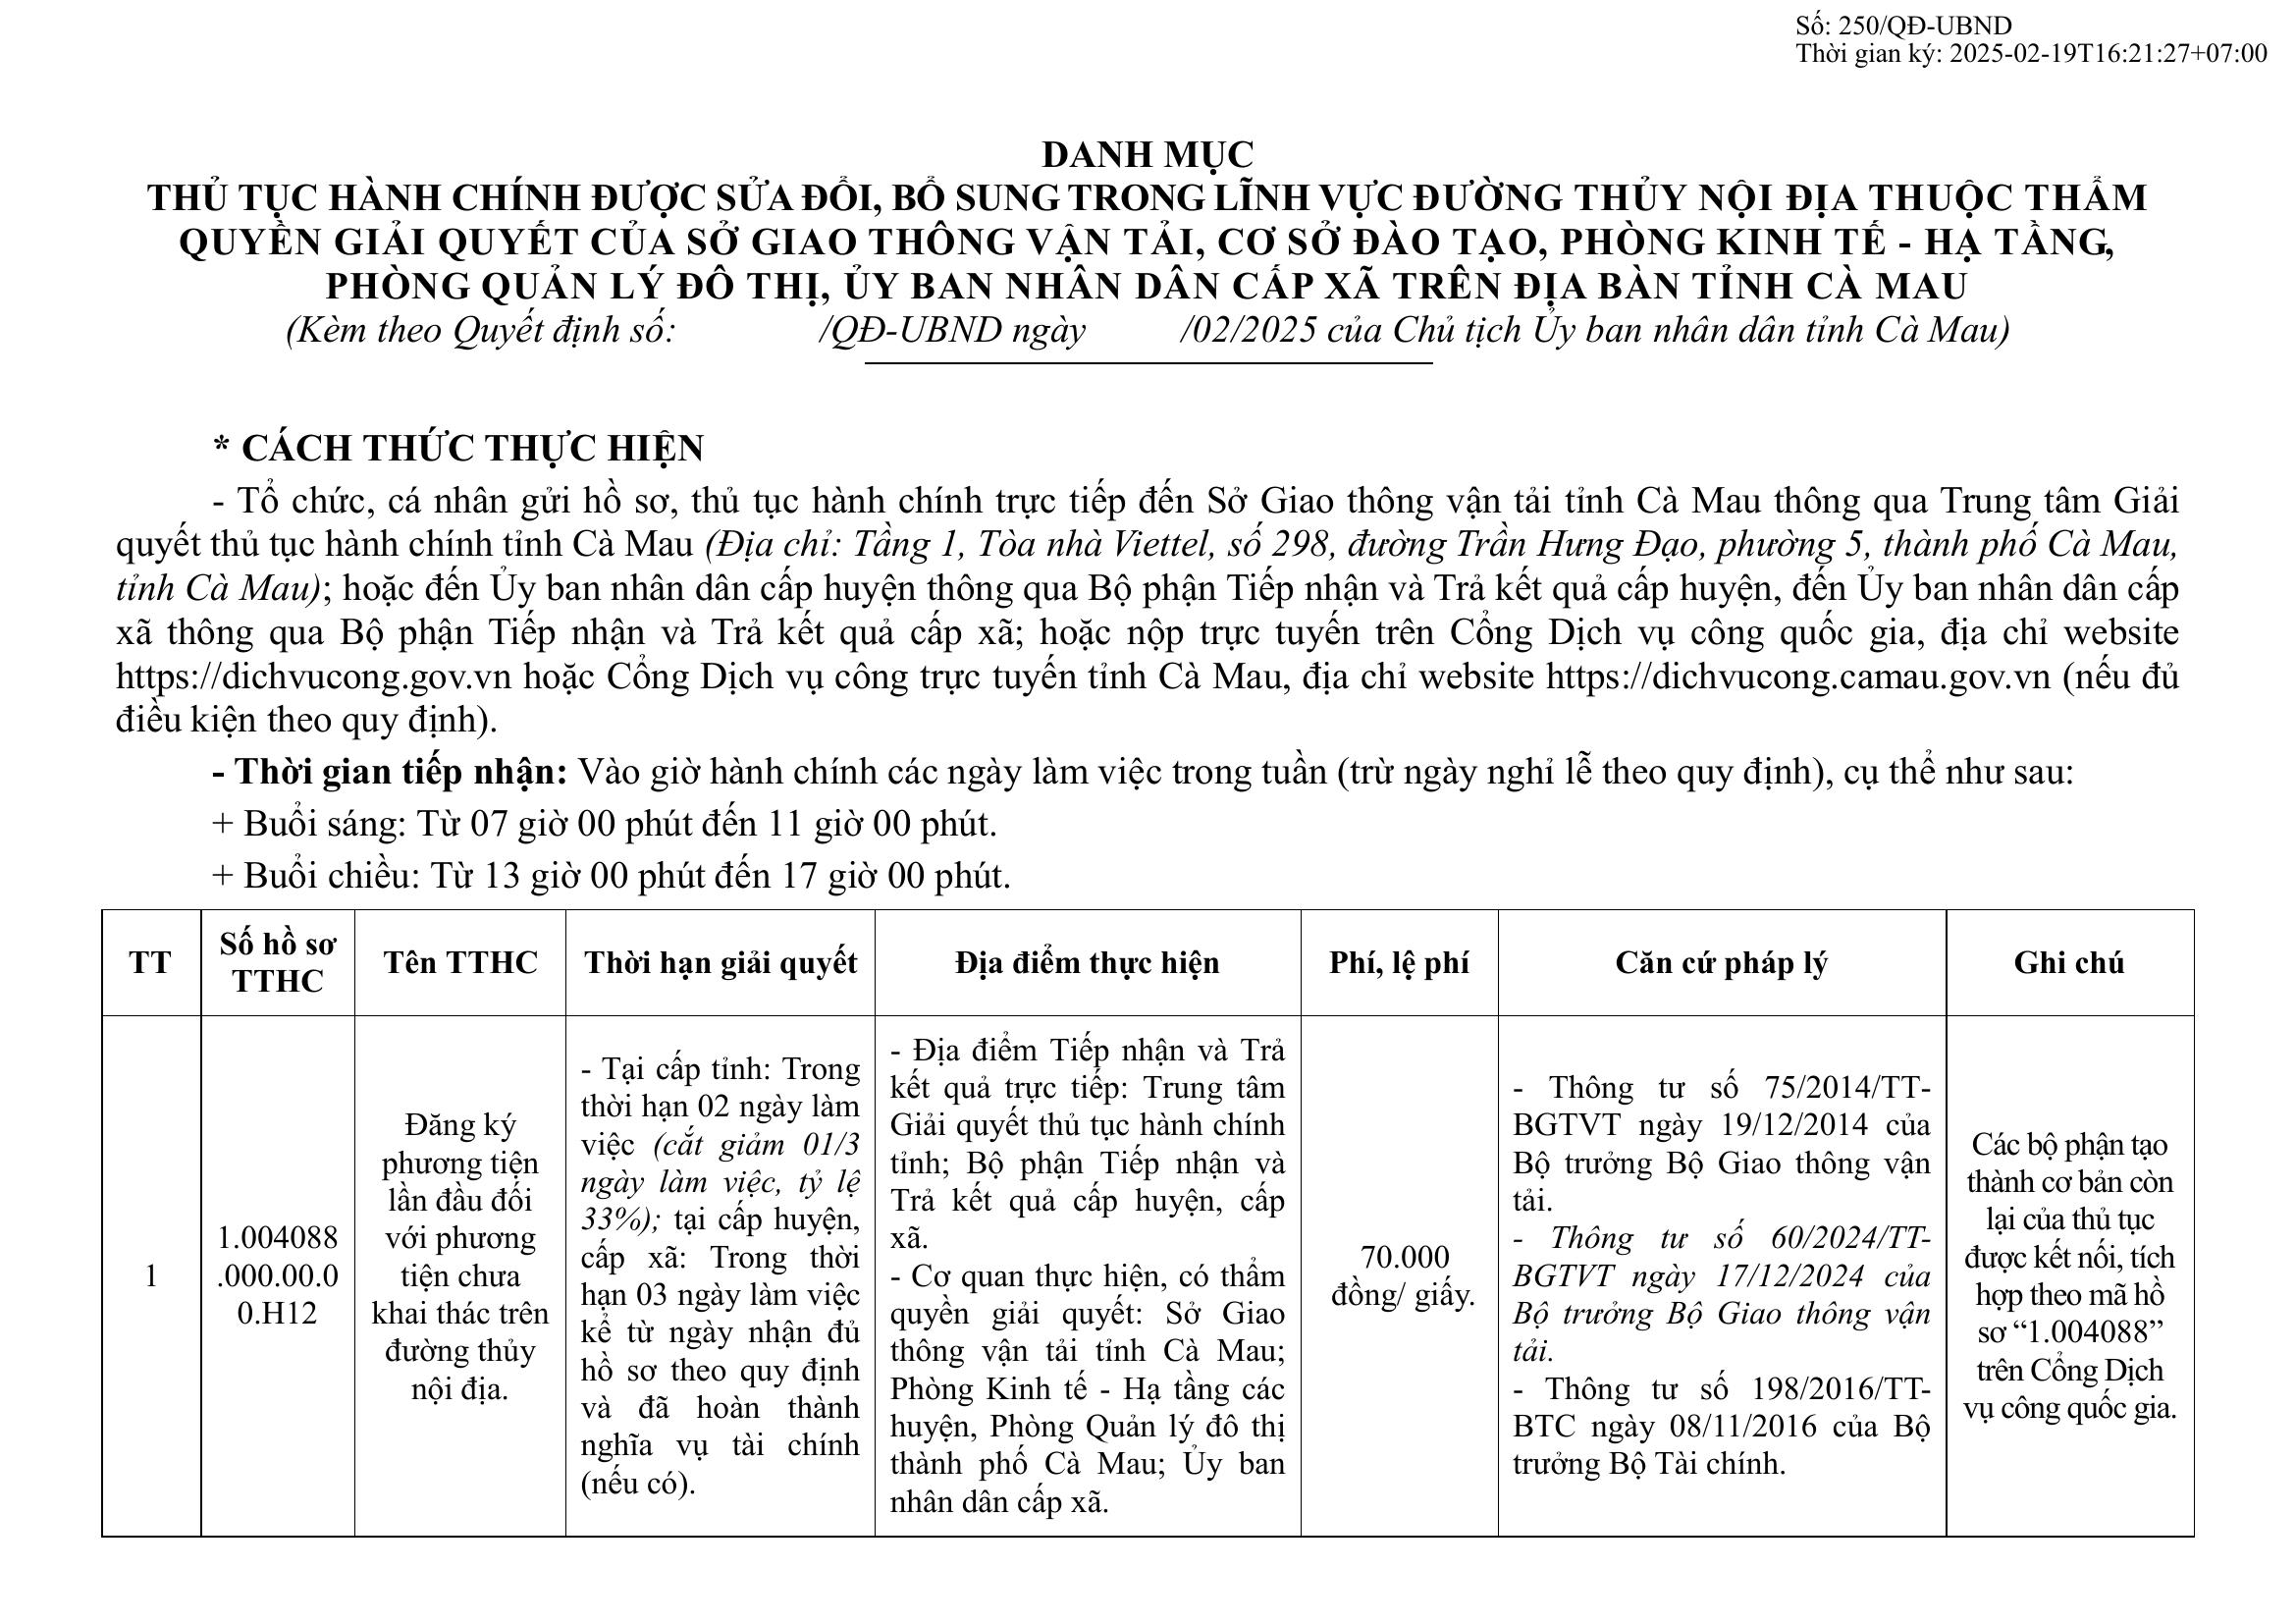 Số: 250/QĐ-UBND
Thời gian ký: 2025-02-19T16:21:27+07:00
DANH MỤC
THỦ TỤC HÀNH CHÍNH ĐƯỢC SỬA ĐỔI, BỔ SUNG TRONG LĨNH VỰC ĐƯỜNG THỦY NỘI ĐỊA THUỘC THẨM
QUYỀN GIẢI QUYẾT CỦA SỞ GIAO THÔNG VẬN TẢI, CƠ SỞ ĐÀO TẠO, PHÒNG KINH TẾ - HẠ TẦNG,
PHÒNG QUẢN LÝ ĐÔ THỊ, ỦY BAN NHÂN DÂN CẤP XÃ TRÊN ĐỊA BÀN TỈNH CÀ MAU
(Kèm theo Quyết định số: /QĐ-UBND ngày /02/2025 của Chủ tịch Ủy ban nhân dân tỉnh Cà Mau)
* CÁCH THỨC THỰC HIỆN
- Tổ chức, cá nhân gửi hồ sơ, thủ tục hành chính trực tiếp đến Sở Giao thông vận tải tỉnh Cà Mau thông qua Trung tâm Giải
quyết thủ tục hành chính tỉnh Cà Mau (Địa chỉ: Tầng 1, Tòa nhà Viettel, số 298, đường Trần Hưng Đạo, phường 5, thành phố Cà Mau,
tỉnh Cà Mau); hoặc đến Ủy ban nhân dân cấp huyện thông qua Bộ phận Tiếp nhận và Trả kết quả cấp huyện, đến Ủy ban nhân dân cấp
xã thông qua Bộ phận Tiếp nhận và Trả kết quả cấp xã; hoặc nộp trực tuyến trên Cổng Dịch vụ công quốc gia, địa chỉ website
https://dichvucong.gov.vn hoặc Cổng Dịch vụ công trực tuyến tỉnh Cà Mau, địa chỉ website https://dichvucong.camau.gov.vn (nếu đủ
điều kiện theo quy định).
- Thời gian tiếp nhận: Vào giờ hành chính các ngày làm việc trong tuần (trừ ngày nghỉ lễ theo quy định), cụ thể như sau:
+ Buổi sáng: Từ 07 giờ 00 phút đến 11 giờ 00 phút.
+ Buổi chiều: Từ 13 giờ 00 phút đến 17 giờ 00 phút.
TT
Số hồ sơ
TTHC
Tên TTHC
Thời hạn giải quyết
Địa điểm thực hiện
Phí, lệ phí
Căn cứ pháp lý
Ghi chú
1
1.004088
.000.00.0
0.H12
Đăng ký
phương tiện
lần đầu đối
với phương
tiện chưa
khai thác trên
đường thủy
nội địa.
- Tại cấp tỉnh: Trong
thời hạn 02 ngày làm
việc (cắt giảm 01/3
ngày làm việc, tỷ lệ
33%); tại cấp huyện,
cấp xã: Trong thời
hạn 03 ngày làm việc
kể từ ngày nhận đủ
hồ sơ theo quy định
và đã hoàn thành
nghĩa vụ tài chính
(nếu có).
- Địa điểm Tiếp nhận và Trả
kết quả trực tiếp: Trung tâm
Giải quyết thủ tục hành chính
tỉnh; Bộ phận Tiếp nhận và
Trả kết quả cấp huyện, cấp
xã.
- Cơ quan thực hiện, có thẩm
quyền giải quyết: Sở Giao
thông vận tải tỉnh Cà Mau;
Phòng Kinh tế - Hạ tầng các
huyện, Phòng Quản lý đô thị
thành phố Cà Mau; Ủy ban
nhân dân cấp xã.
70.000
đồng/ giấy.
- Thông tư số 75/2014/TT-
BGTVT ngày 19/12/2014 của
Bộ trưởng Bộ Giao thông vận
tải.
- Thông tư số 60/2024/TT-
BGTVT ngày 17/12/2024 của
Bộ trưởng Bộ Giao thông vận
tải.
- Thông tư số 198/2016/TT-
BTC ngày 08/11/2016 của Bộ
trưởng Bộ Tài chính.
Các bộ phận tạo
thành cơ bản còn
lại của thủ tục
được kết nối, tích
hợp theo mã hồ
sơ “1.004088”
trên Cổng Dịch
vụ công quốc gia.